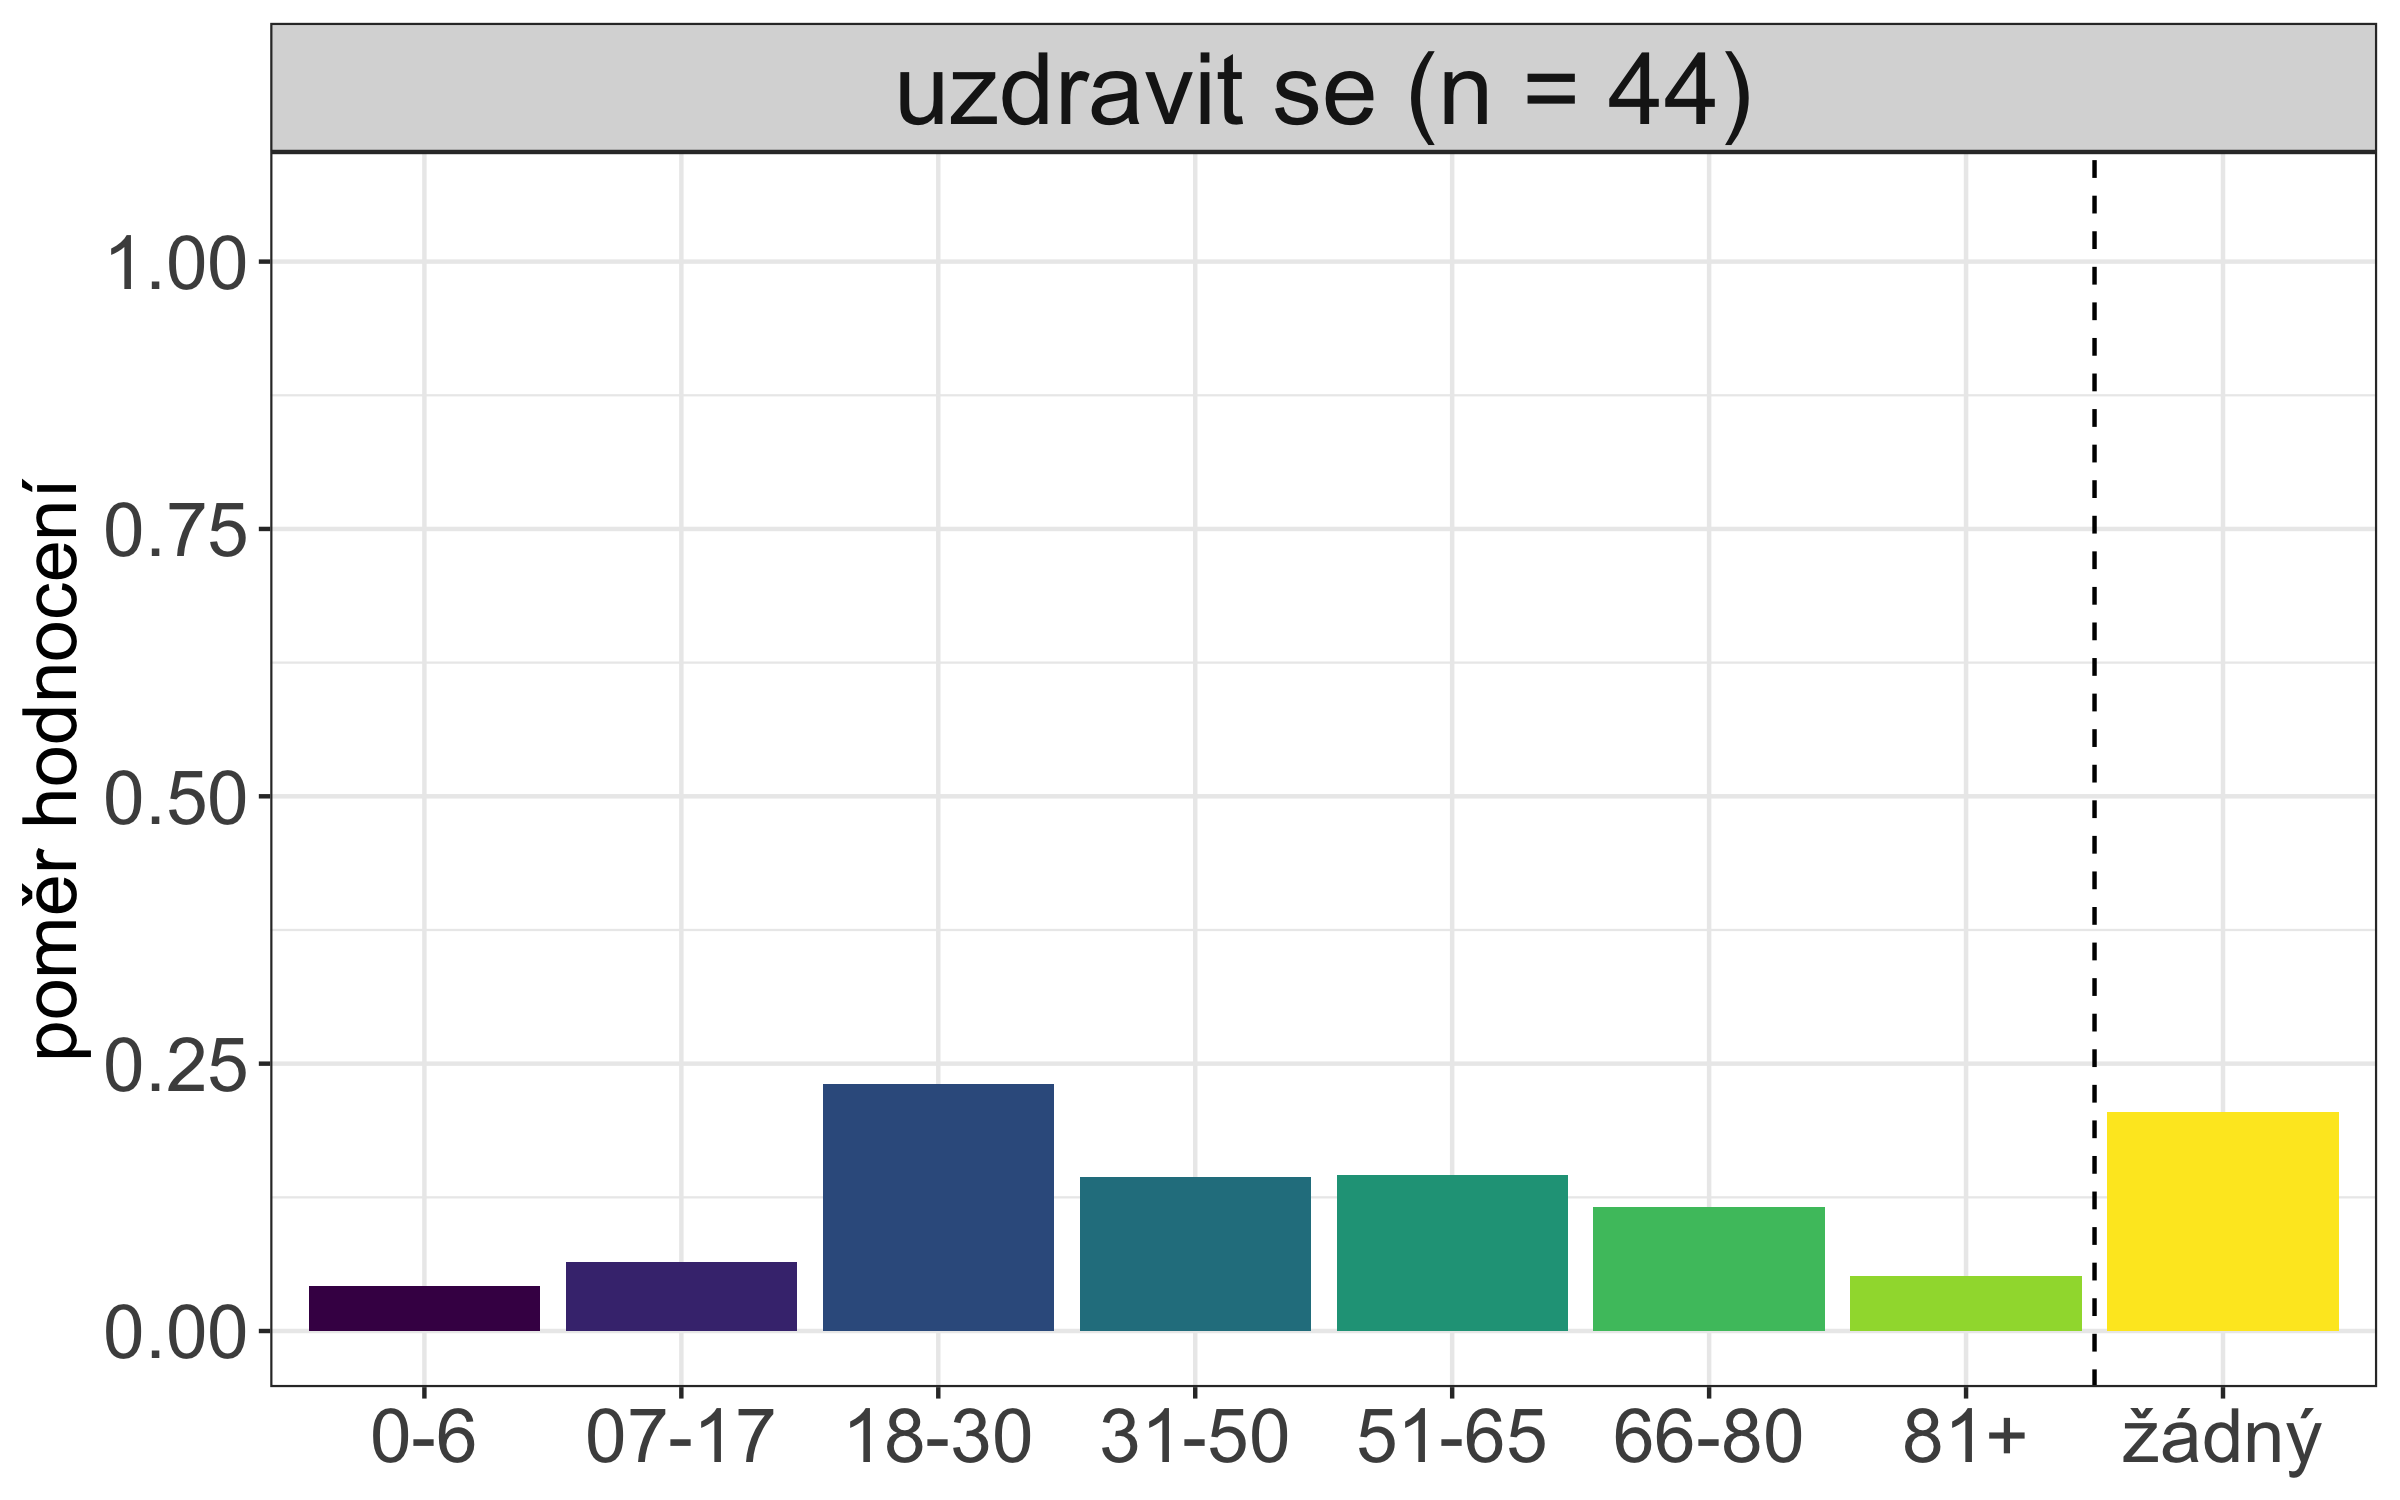 uzdravit se (n = 44)
poměr hodnocení
1.00
0.75
0.50
0.25
0.00
0-6 07-17 18-30 31-50 51-65 66-80 81+ žádný